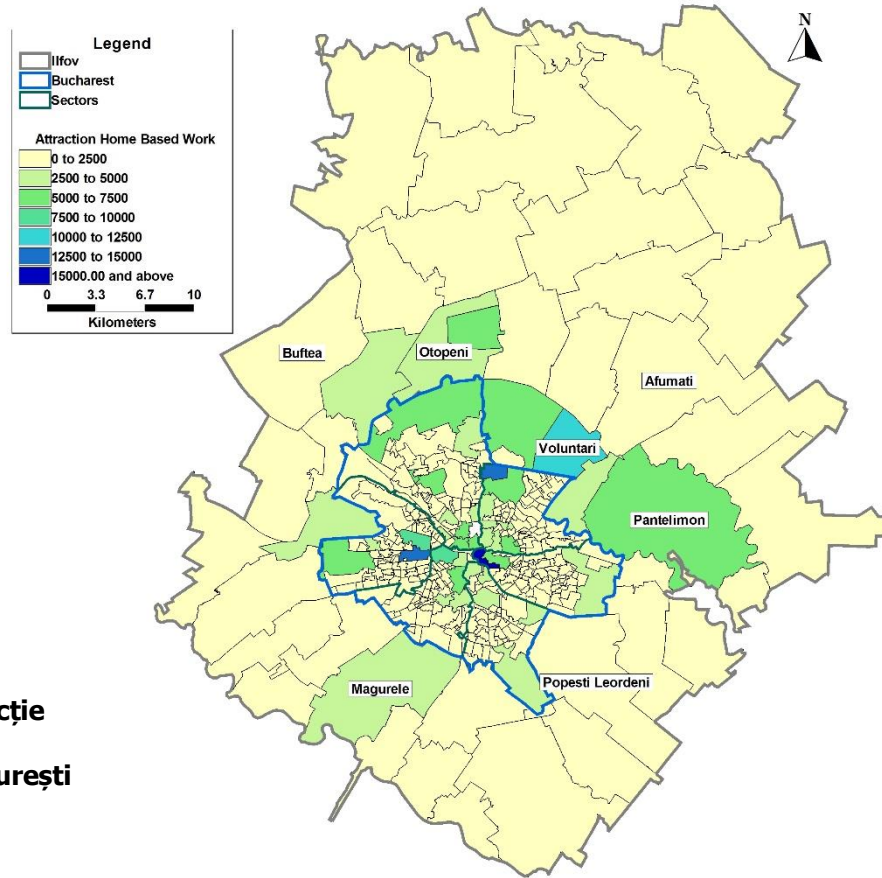 N
Legend
Ilfov
Bucharest
Sectors
Attraction Home Based Work
0 to 2500
2500 to 5000
5000 to 7500
7500 to 10000
10000 to 12500
12500 to 15000
15000.00 and above
0 3.3 6.7 10
Kilometers
Buftea
Otopeni
Afumati
Voluntari
Pantelimon
Magurele
Popesti Leordeni
cție
urești